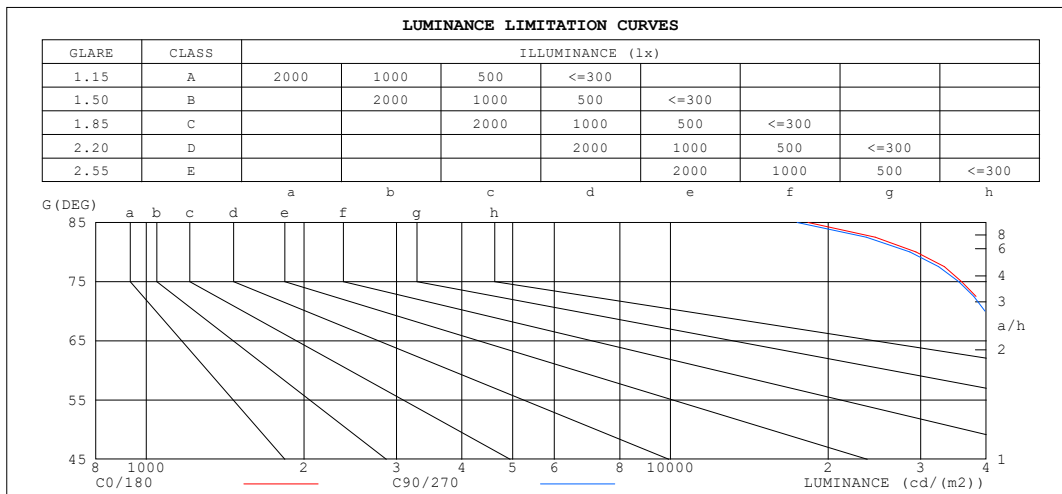 LUMINANCE LIMITATION CURVES
GLARE CLASS ILLUMINANCE (lx)
1.15 A 2000 1000 500 <=300
1.50 B 2000 1000 500 <=300
1.85 C 2000 1000 500 <=300
2.20 D 2000 1000 500 <=300
2.55 E 2000 1000 500 <=300
a b c d e f g h
G(DEG)
a b c d e f g h
85
8
6
75
4
3
a/h
65
2
55
45
1
8 1000 2 3 4 5 6 8 10000 2 3 4
C0/180 C90/270 LUMINANCE (cd/(m2))